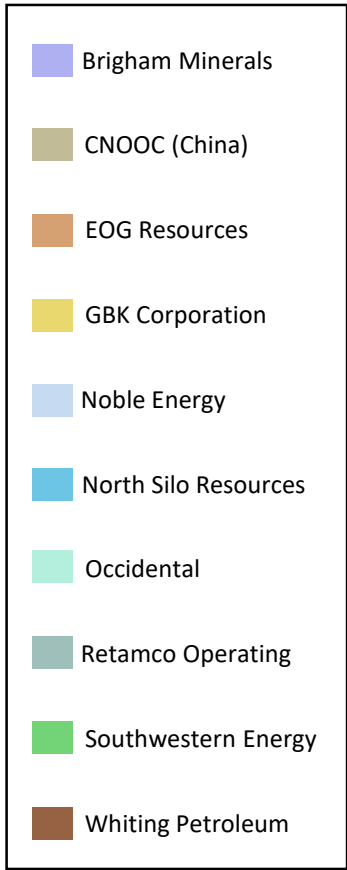 Brigham Minerals
CNOOC (China)
EOG Resources
GBK Corporation
Noble Energy
North Silo Resources
Occidental
Retamco Operating
Southwestern Energy
Whiting Petroleum